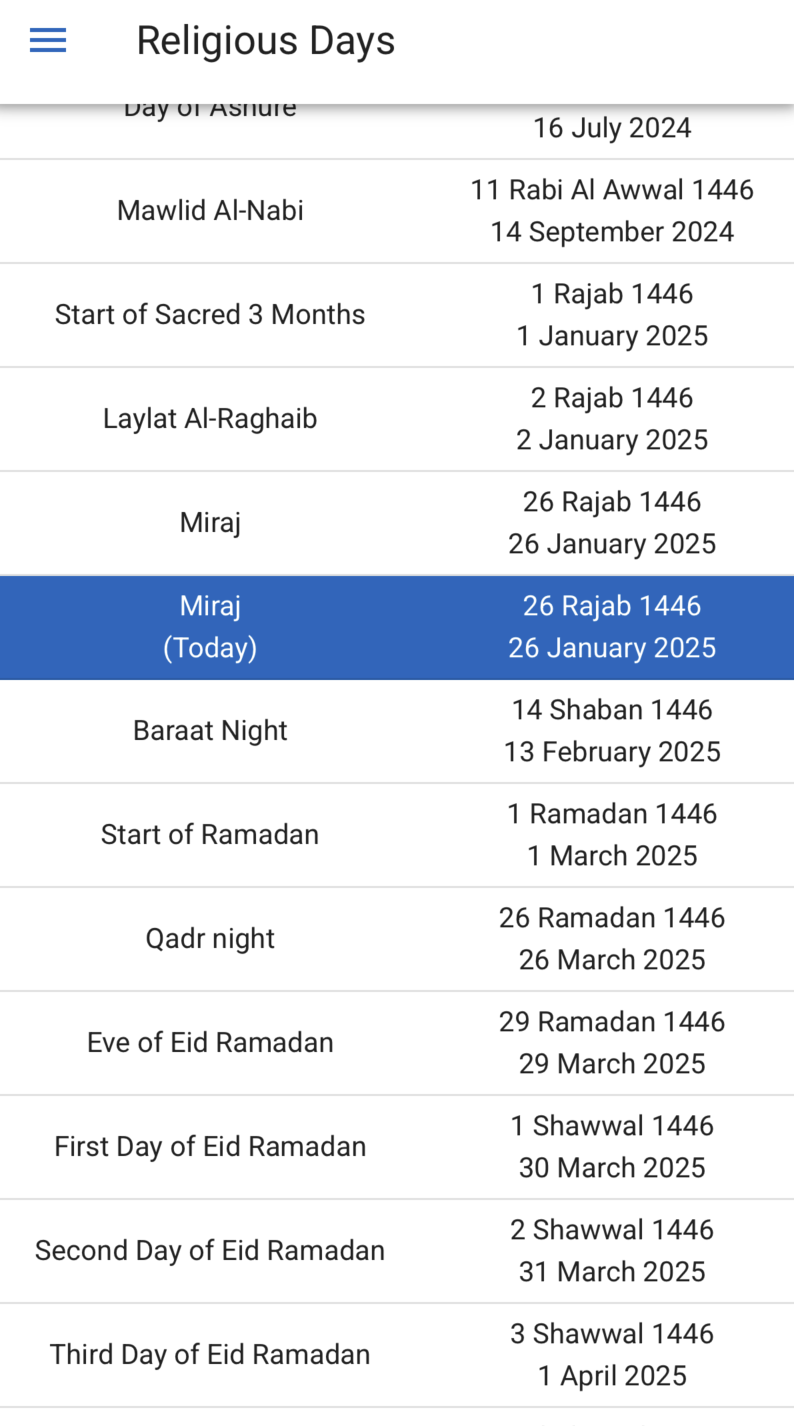 Religious Days
Day of Ashure
16 July 2024
Mawlid Al-Nabi
11 Rabi Al Awwal 1446
14 September 2024
Start of Sacred 3 Months
1 Rajab 1446
1 January 2025
Laylat Al-Raghaib
2 Rajab 1446
2 January 2025
Miraj
26 Rajab 1446
26 January 2025
Miraj
(Today)
26 Rajab 1446
26 January 2025
Baraat Night
14 Shaban 1446
13 February 2025
Start of Ramadan
1 Ramadan 1446
1 March 2025
Qadr night
26 Ramadan 1446
26 March 2025
Eve of Eid Ramadan
29 Ramadan 1446
29 March 2025
First Day of Eid Ramadan
1 Shawwal 1446
30 March 2025
Second Day of Eid Ramadan
2 Shawwal 1446
31 March 2025
Third Day of Eid Ramadan
3 Shawwal 1446
1 April 2025